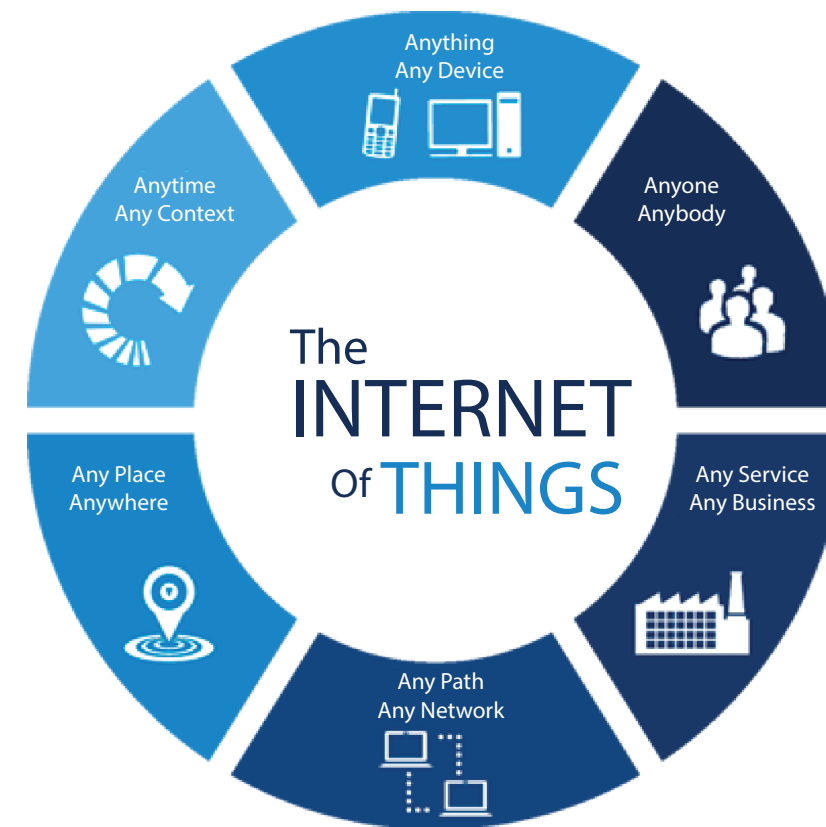 Anything
Any Device
Anyone
Anybody
Any Service
Any Business
Any Path
Any Network
Any Place
Anywhere
Anytime
Any Context
The
INTERNET
Of THINGS